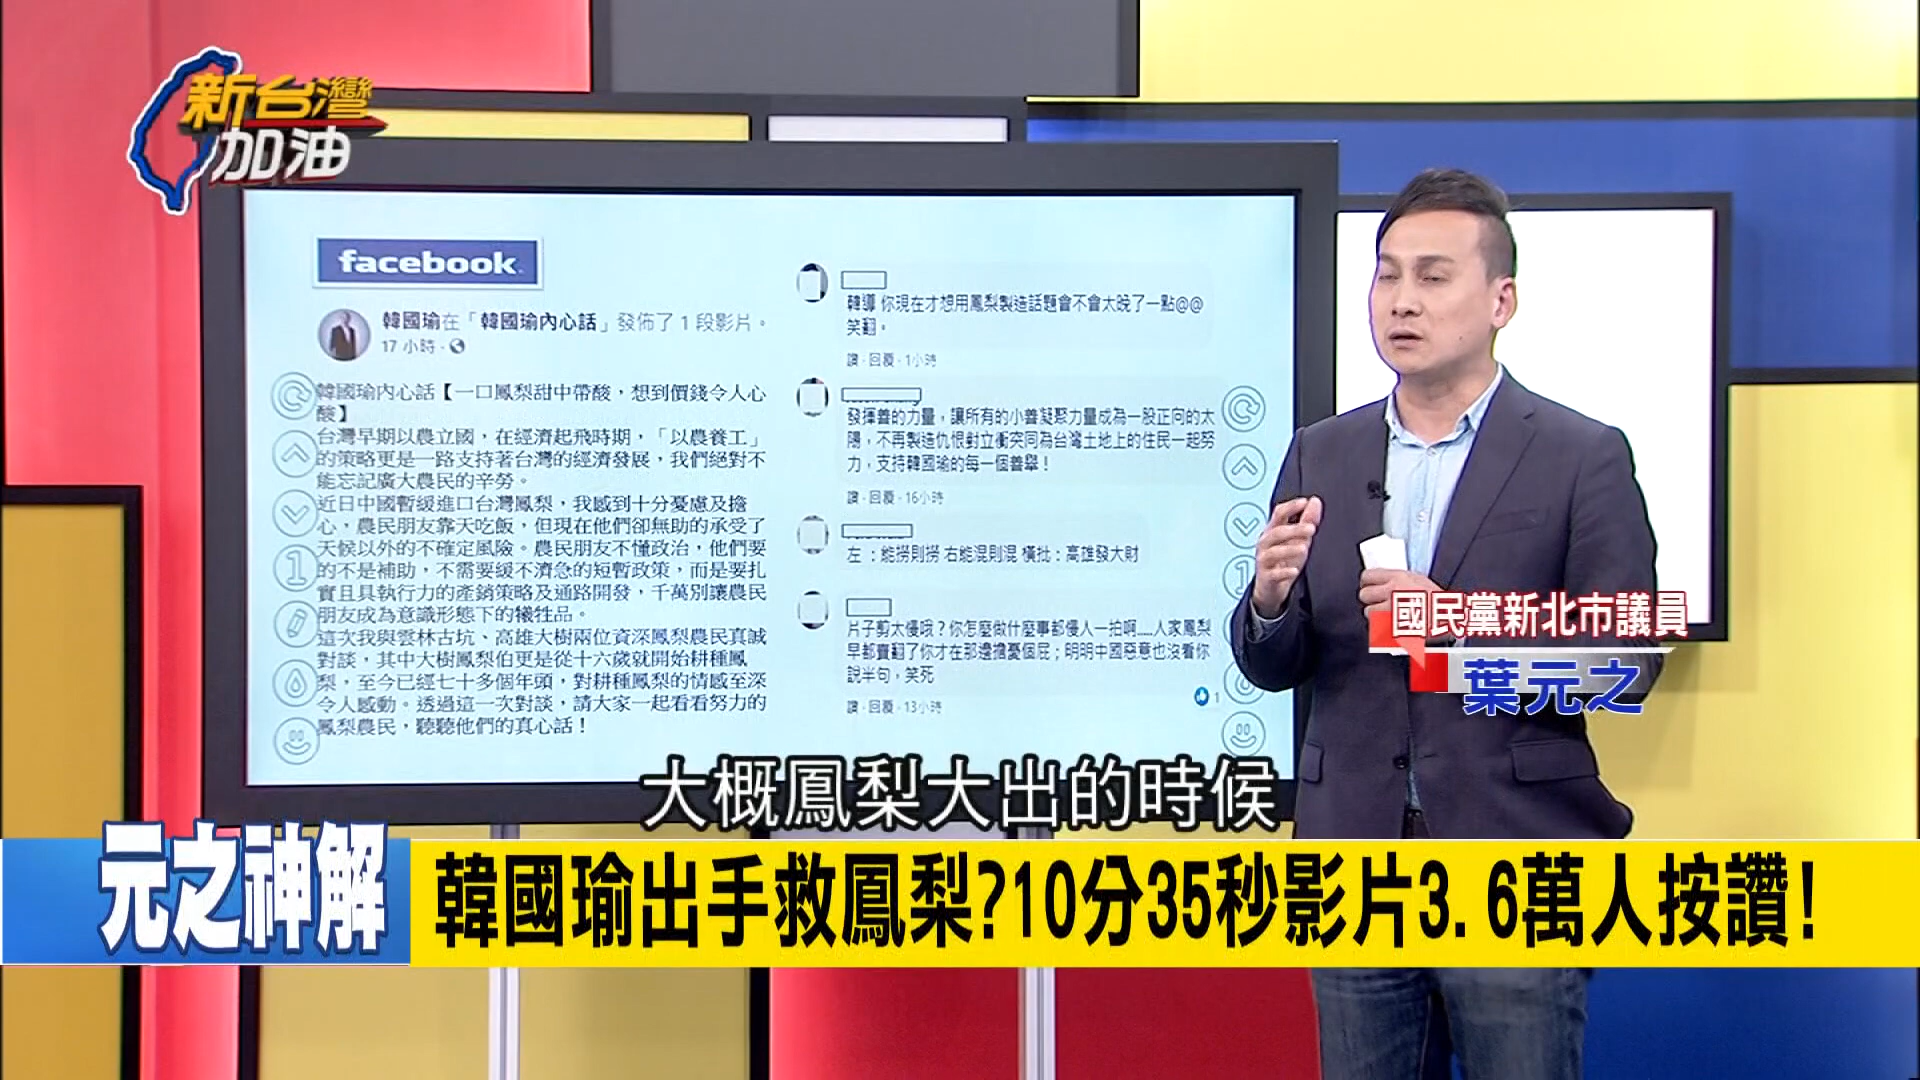 新台灣
加油
facebook
韓國瑜在「韓國瑜內心話」發佈了 1 段影片。
17 小時 ·
韓國瑜內心話【一口鳳梨甜中帶酸，想到價錢令人心
酸】
台灣早期以農立國，在經濟起飛時期，「以農養工」
的策略更是一路支持著台灣的經濟發展，我們絕對不
能忘記廣大農民的辛勞。
近日中國暫緩進口台灣鳳梨，我感到十分憂慮及擔
心，農民朋友靠天吃飯，但現在他們卻無助的承受了
天候以外的不確定風險。農民朋友不懂政治，他們要
的不是補助，不需要緩不濟急的短暫政策，而是要扎
實且具執行力的產銷策略及通路開發，千萬別讓農民
朋友成為意識形態下的犧牲品。
這次我與雲林古坑、高雄大樹兩位資深鳳梨農民真誠
對談，其中大樹鳳梨伯更是從十六歲就開始耕種鳳
梨，至今已經七十多個年頭，對耕種鳳梨的情感至深
令人感動。透過這一次對談，請大家一起看看努力的
鳳梨農民，聽聽他們的真心話！
韓導 你現在才想用鳳梨製造話題會不會太晚了一點@@
笑翻。
讚 · 回覆 · 1小時
發揮善的力量，讓所有的小善凝聚力量成為一股正向的太
陽，不再製造仇恨對立衝突同為台灣土地上的住民一起努
力，支持韓國瑜的每一個善舉！
讚 · 回覆 · 16小時
左 ：能撈則撈 右能混則混 橫批：高雄發大財
片子剪太慢哦？你怎麼做什麼事都慢人一拍啊......人家鳳梨
早都賣翻了你才在那邊擔憂個屁；明明中國惡意也沒看你
說半句，笑死
讚 · 回覆 · 13小時
1
國民黨新北市議員
葉元之
大概鳳梨大出的時候
元之神解
韓國瑜出手救鳳梨?10分35秒影片3.6萬人按讚!